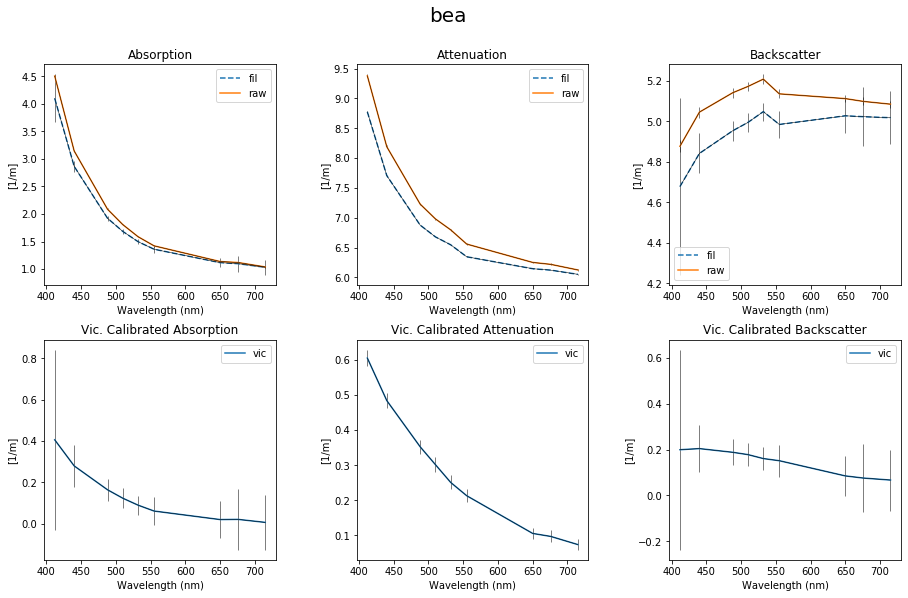 bea
Absorption
4.5
4.0
3.5
3.0
2.5
2.0
1.5
1.0
[1/m]
fil
raw
400 450 500 550 600 650 700
Wavelength (nm)
Attenuation
9.5
9.0
8.5
8.0
7.5
7.0
6.5
6.0
[1/m]
fil
raw
400 450 500 550 600 650 700
Wavelength (nm)
Backscatter
5.2
5.0
4.8
4.6
4.4
4.2
[1/m]
fil
raw
400 450 500 550 600 650 700
Wavelength (nm)
Vic. Calibrated Absorption
0.8
0.6
0.4
0.2
0.0
[1/m]
vic
400 450 500 550 600 650 700
Wavelength (nm)
Vic. Calibrated Attenuation
0.6
0.5
0.4
0.3
0.2
0.1
[1/m]
vic
400 450 500 550 600 650 700
Wavelength (nm)
Vic. Calibrated Backscatter
0.6
0.4
0.2
0.0
−0.2
[1/m]
vic
400 450 500 550 600 650 700
Wavelength (nm)